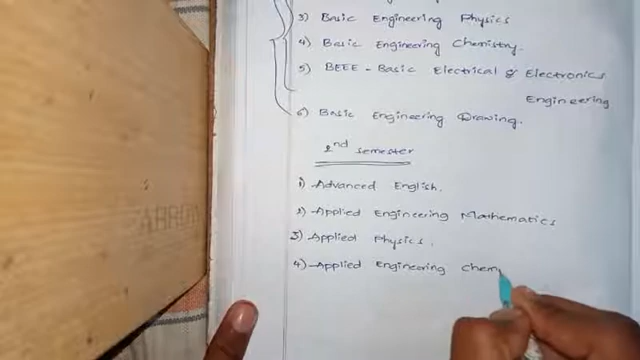 3) Basic Engineering Physics
4) Basic Engineering Chemistry.
5) BEEE - Basic Electrical & Electronics
Engineering
6) Basic Engineering Drawing.
2nd semester
1) Advanced English.
2) Applied Engineering Mathematics
3) Applied Physics.
4) Applied Engineering Chem